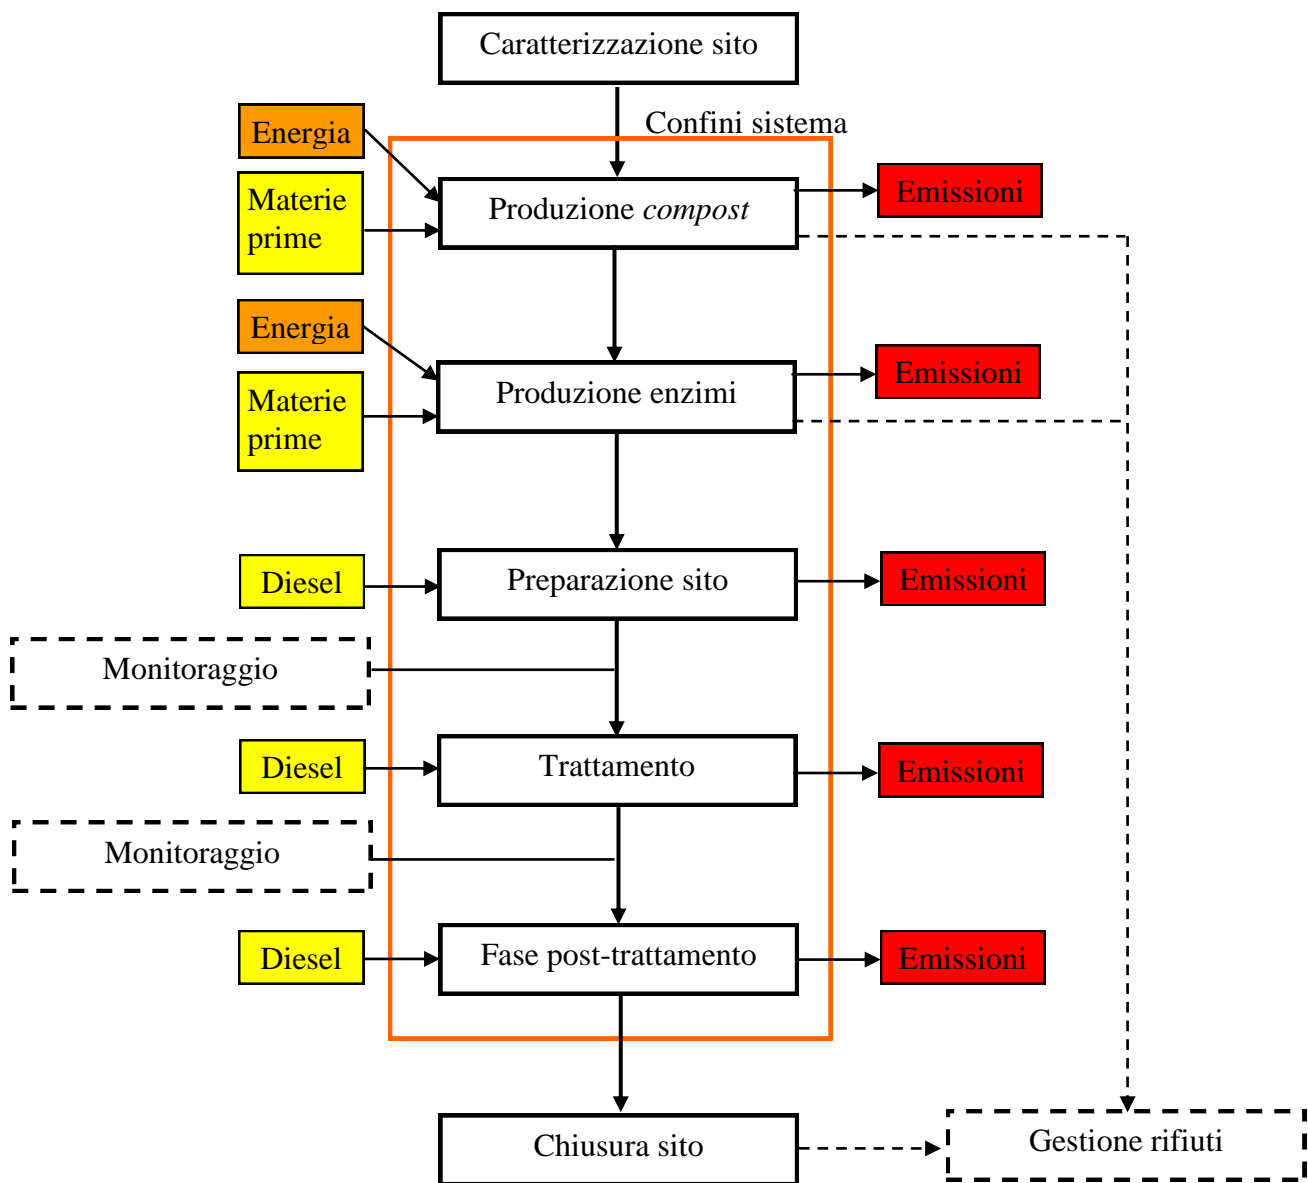 Caratterizzazione sito
Confini sistema
Energia
Materie
prime
Produzione compost
Emissioni
Energia
Materie
prime
Produzione enzimi
Emissioni
Diesel
Preparazione sito
Emissioni
Monitoraggio
Diesel
Trattamento
Emissioni
Monitoraggio
Diesel
Fase post-trattamento
Emissioni
Chiusura sito
Gestione rifiuti